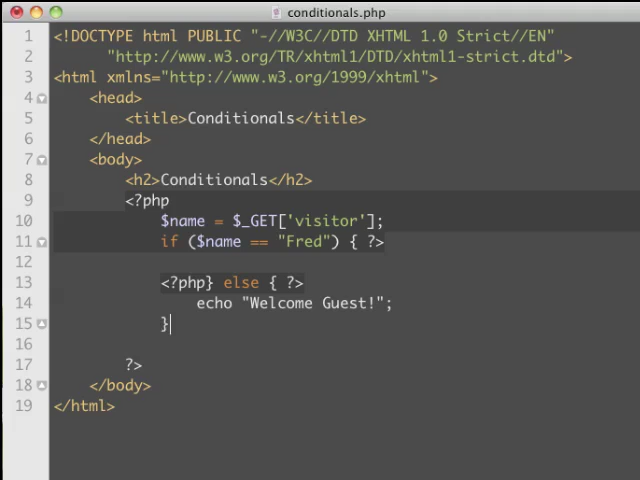 conditionals.php
1 <!DOCTYPE html PUBLIC "-//W3C//DTD XHTML 1.0 Strict//EN"
2 "http://www.w3.org/TR/xhtml1/DTD/xhtml1-strict.dtd">
3 <html xmlns="http://www.w3.org/1999/xhtml">
4 <head>
5 <title>Conditionals</title>
6 </head>
7 <body>
8 <h2>Conditionals</h2>
9 <?php
10 $name = $_GET['visitor'];
11 if ($name == "Fred") { ?>
12
13 <?php} else { ?>
14 echo "Welcome Guest!";
15 }
16
17 ?>
18 </body>
19 </html>